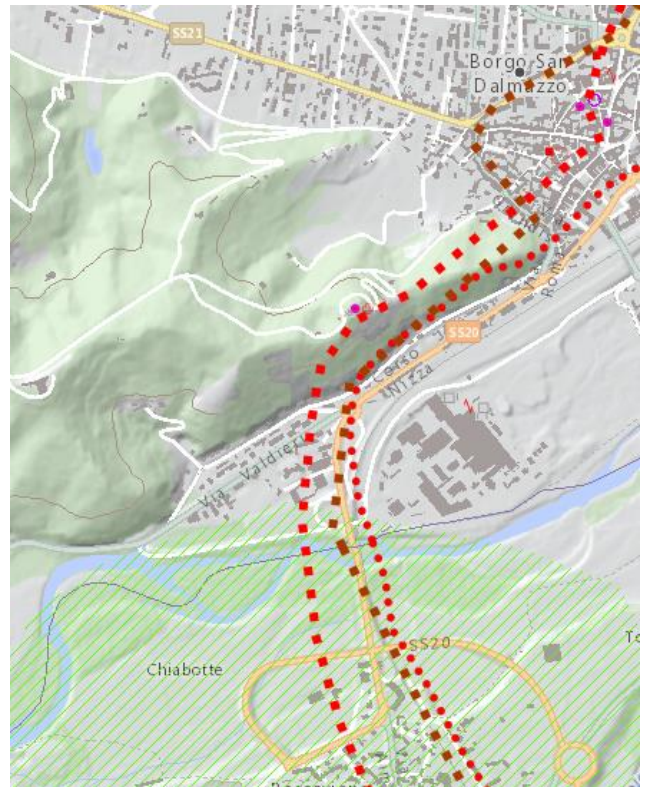 SS21
Borgo San
Dalmazzo
Via
Roma
SS20
Corso
Nizza
Via Valdieri
SS20
Chiabotte